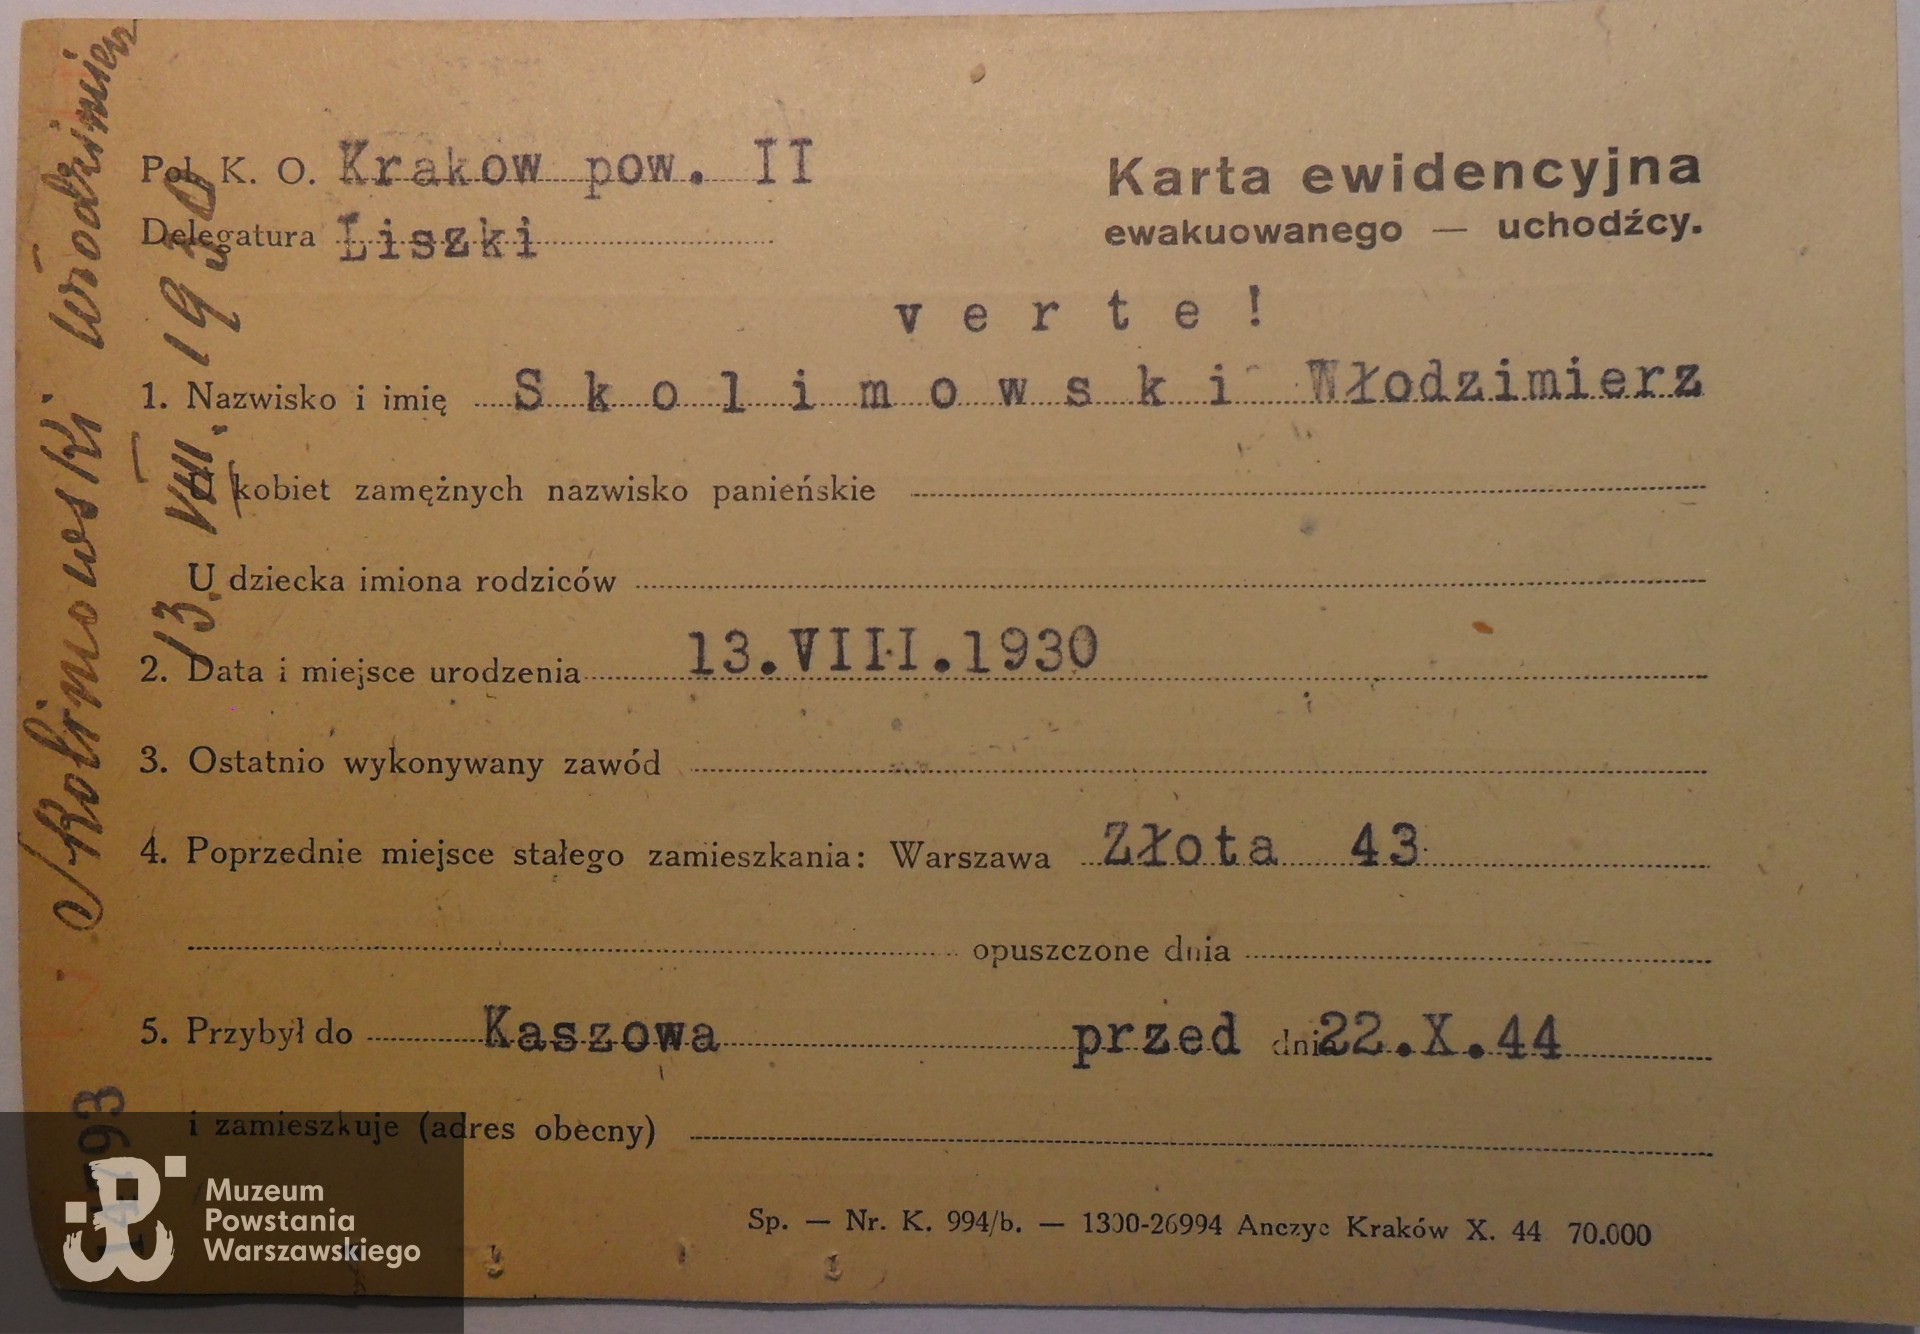 Pol. K. O. Krakow pow. II
Delegatura Liszki
Karta ewidencyjna
ewakuowanego — uchodźcy.
verte!
1. Nazwisko i imię Skolimowski Włodzimierz
U kobiet zamężnych nazwisko panieńskie
U dziecka imiona rodziców
2. Data i miejsce urodzenia 13.VIII.1930
3. Ostatnio wykonywany zawód
4. Poprzednie miejsce stałego zamieszkania: Warszawa Złota 43
opuszczone dnia
5. Przybył do Kaszowa przed dnia 22.X.44
i zamieszkuje (adres obecny)
Sp. — Nr. K. 994/b. — 1300-26994 Anczyc Kraków X. 44 70.000
Skolimowski Włodzimierz
13. VIII. 1930
Muzeum
Powstania
Warszawskiego